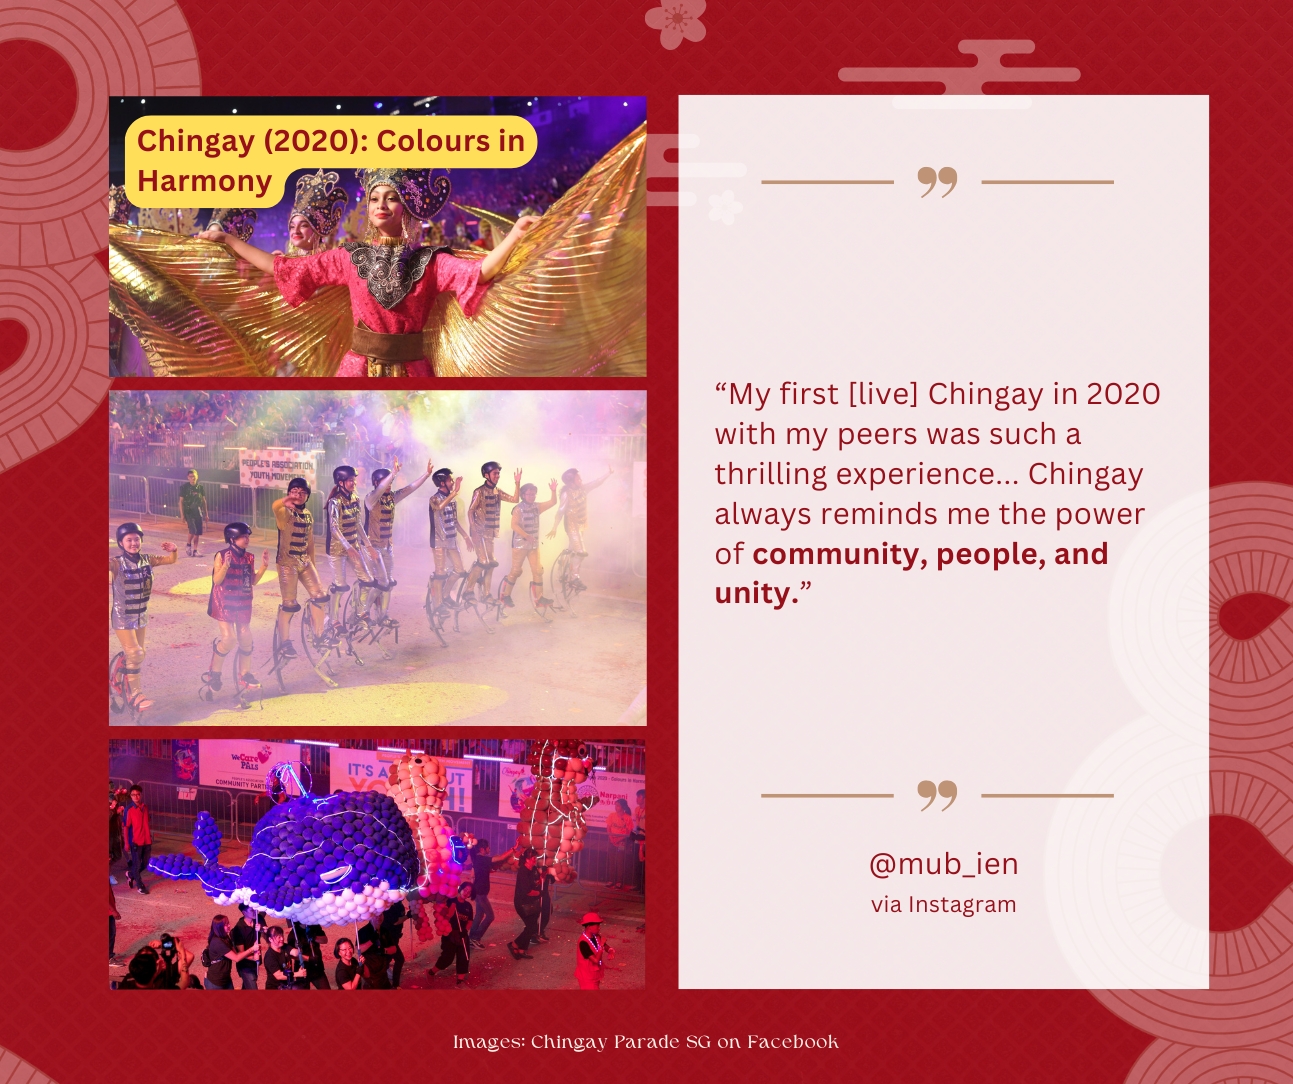 Chingay (2020): Colours in
Harmony
PEOPLE'S ASSOCIATION
YOUTH MOVEMENT
WeCare
PALS
COMMUNITY
IT'S A
”
“My first [live] Chingay in 2020
with my peers was such a
thrilling experience... Chingay
always reminds me the power
of community, people, and
unity.”
”
@mub_ien
via Instagram
Images: Chingay Parade SG on Facebook